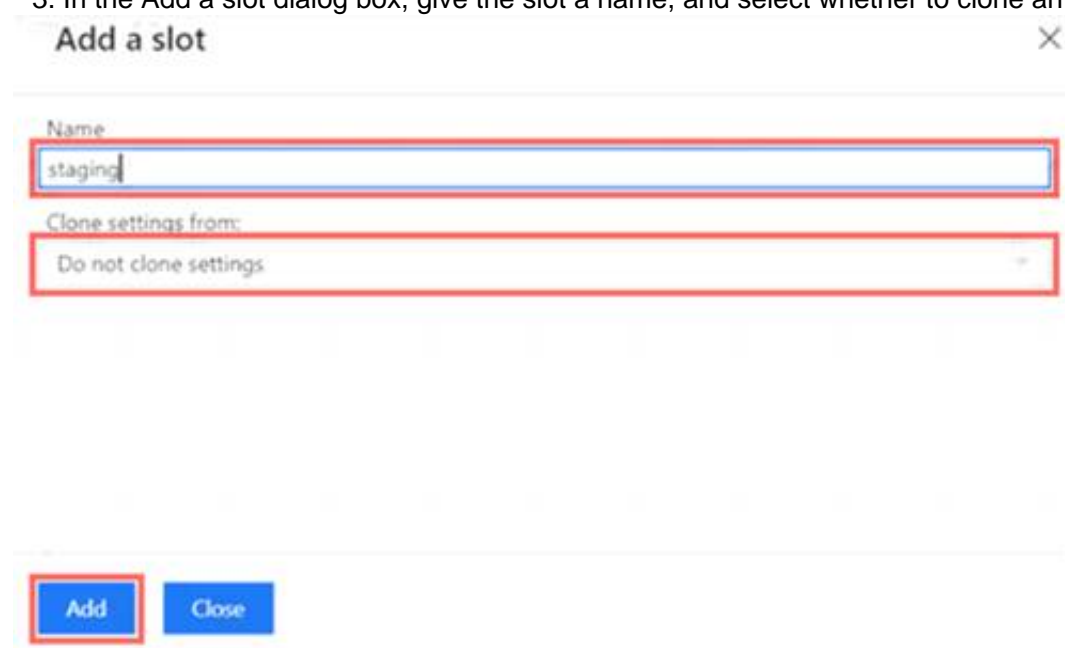 3. In the Add a slot dialog box, give the slot a name, and select whether to clone an
Add a slot
Name
staging
Clone settings from:
Do not clone settings
Add
Close